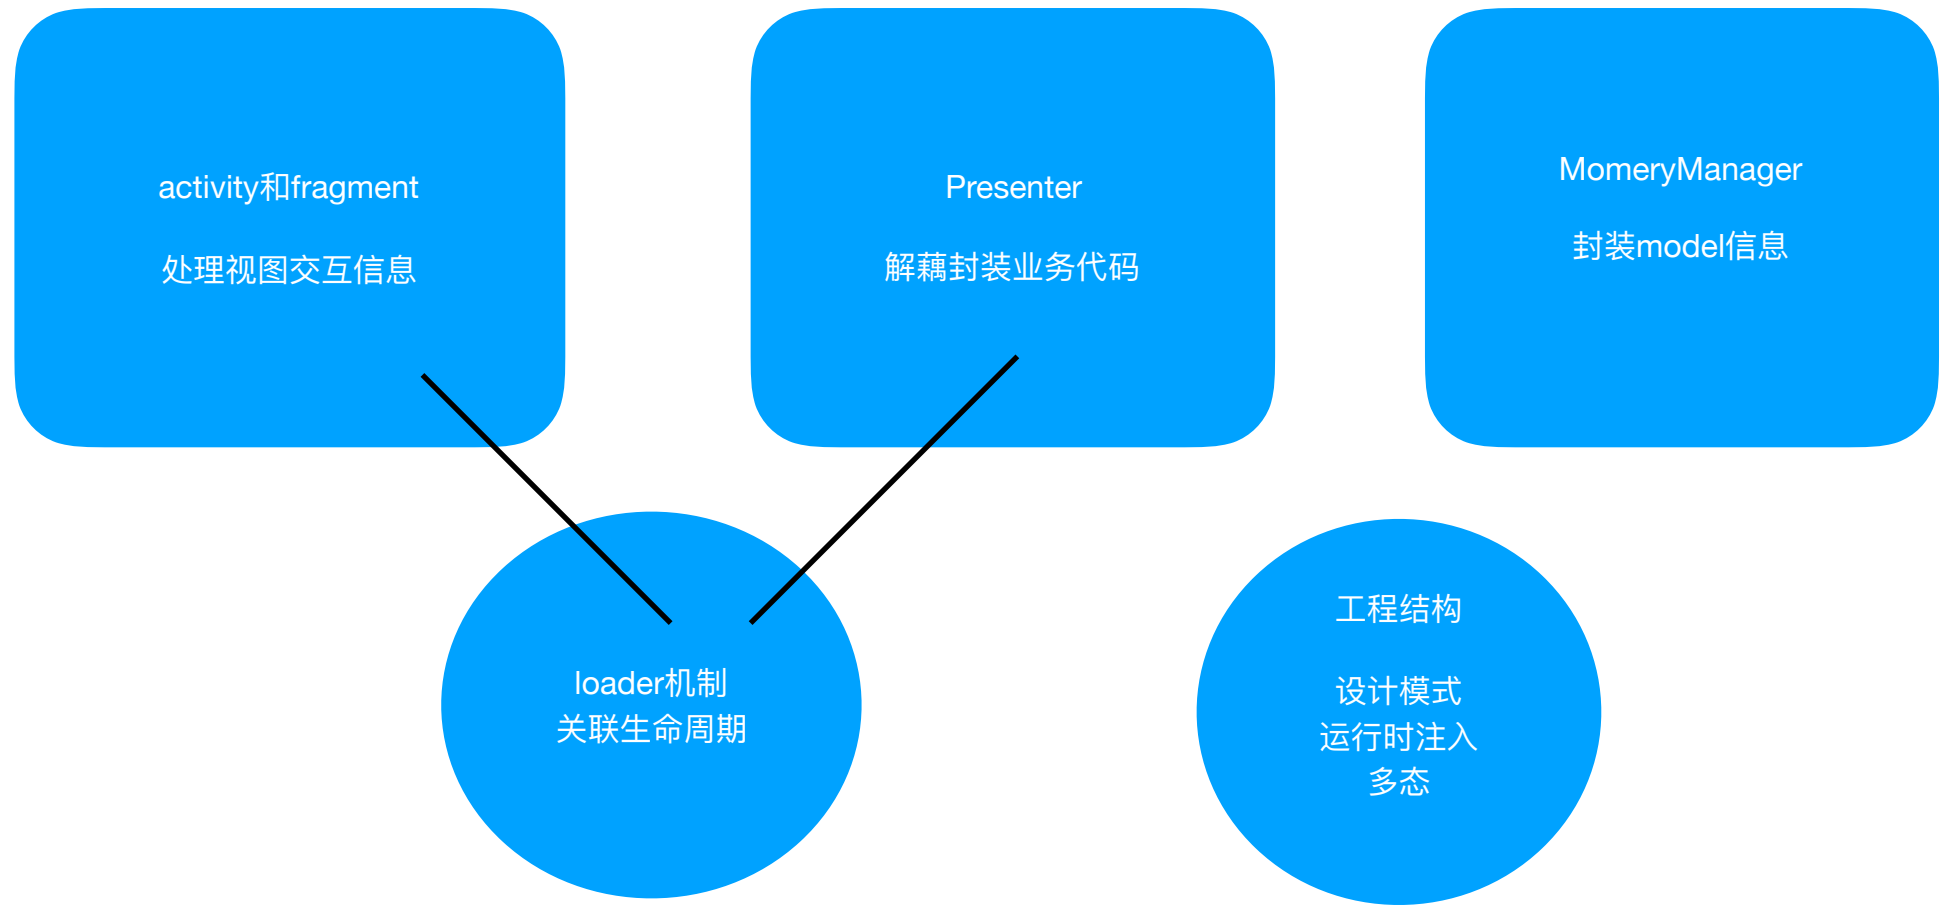 activity和fragment
处理视图交互信息
Presenter
解藕封装业务代码
MomeryManager
封装model信息
loader机制
关联生命周期
工程结构
设计模式
运行时注入
多态